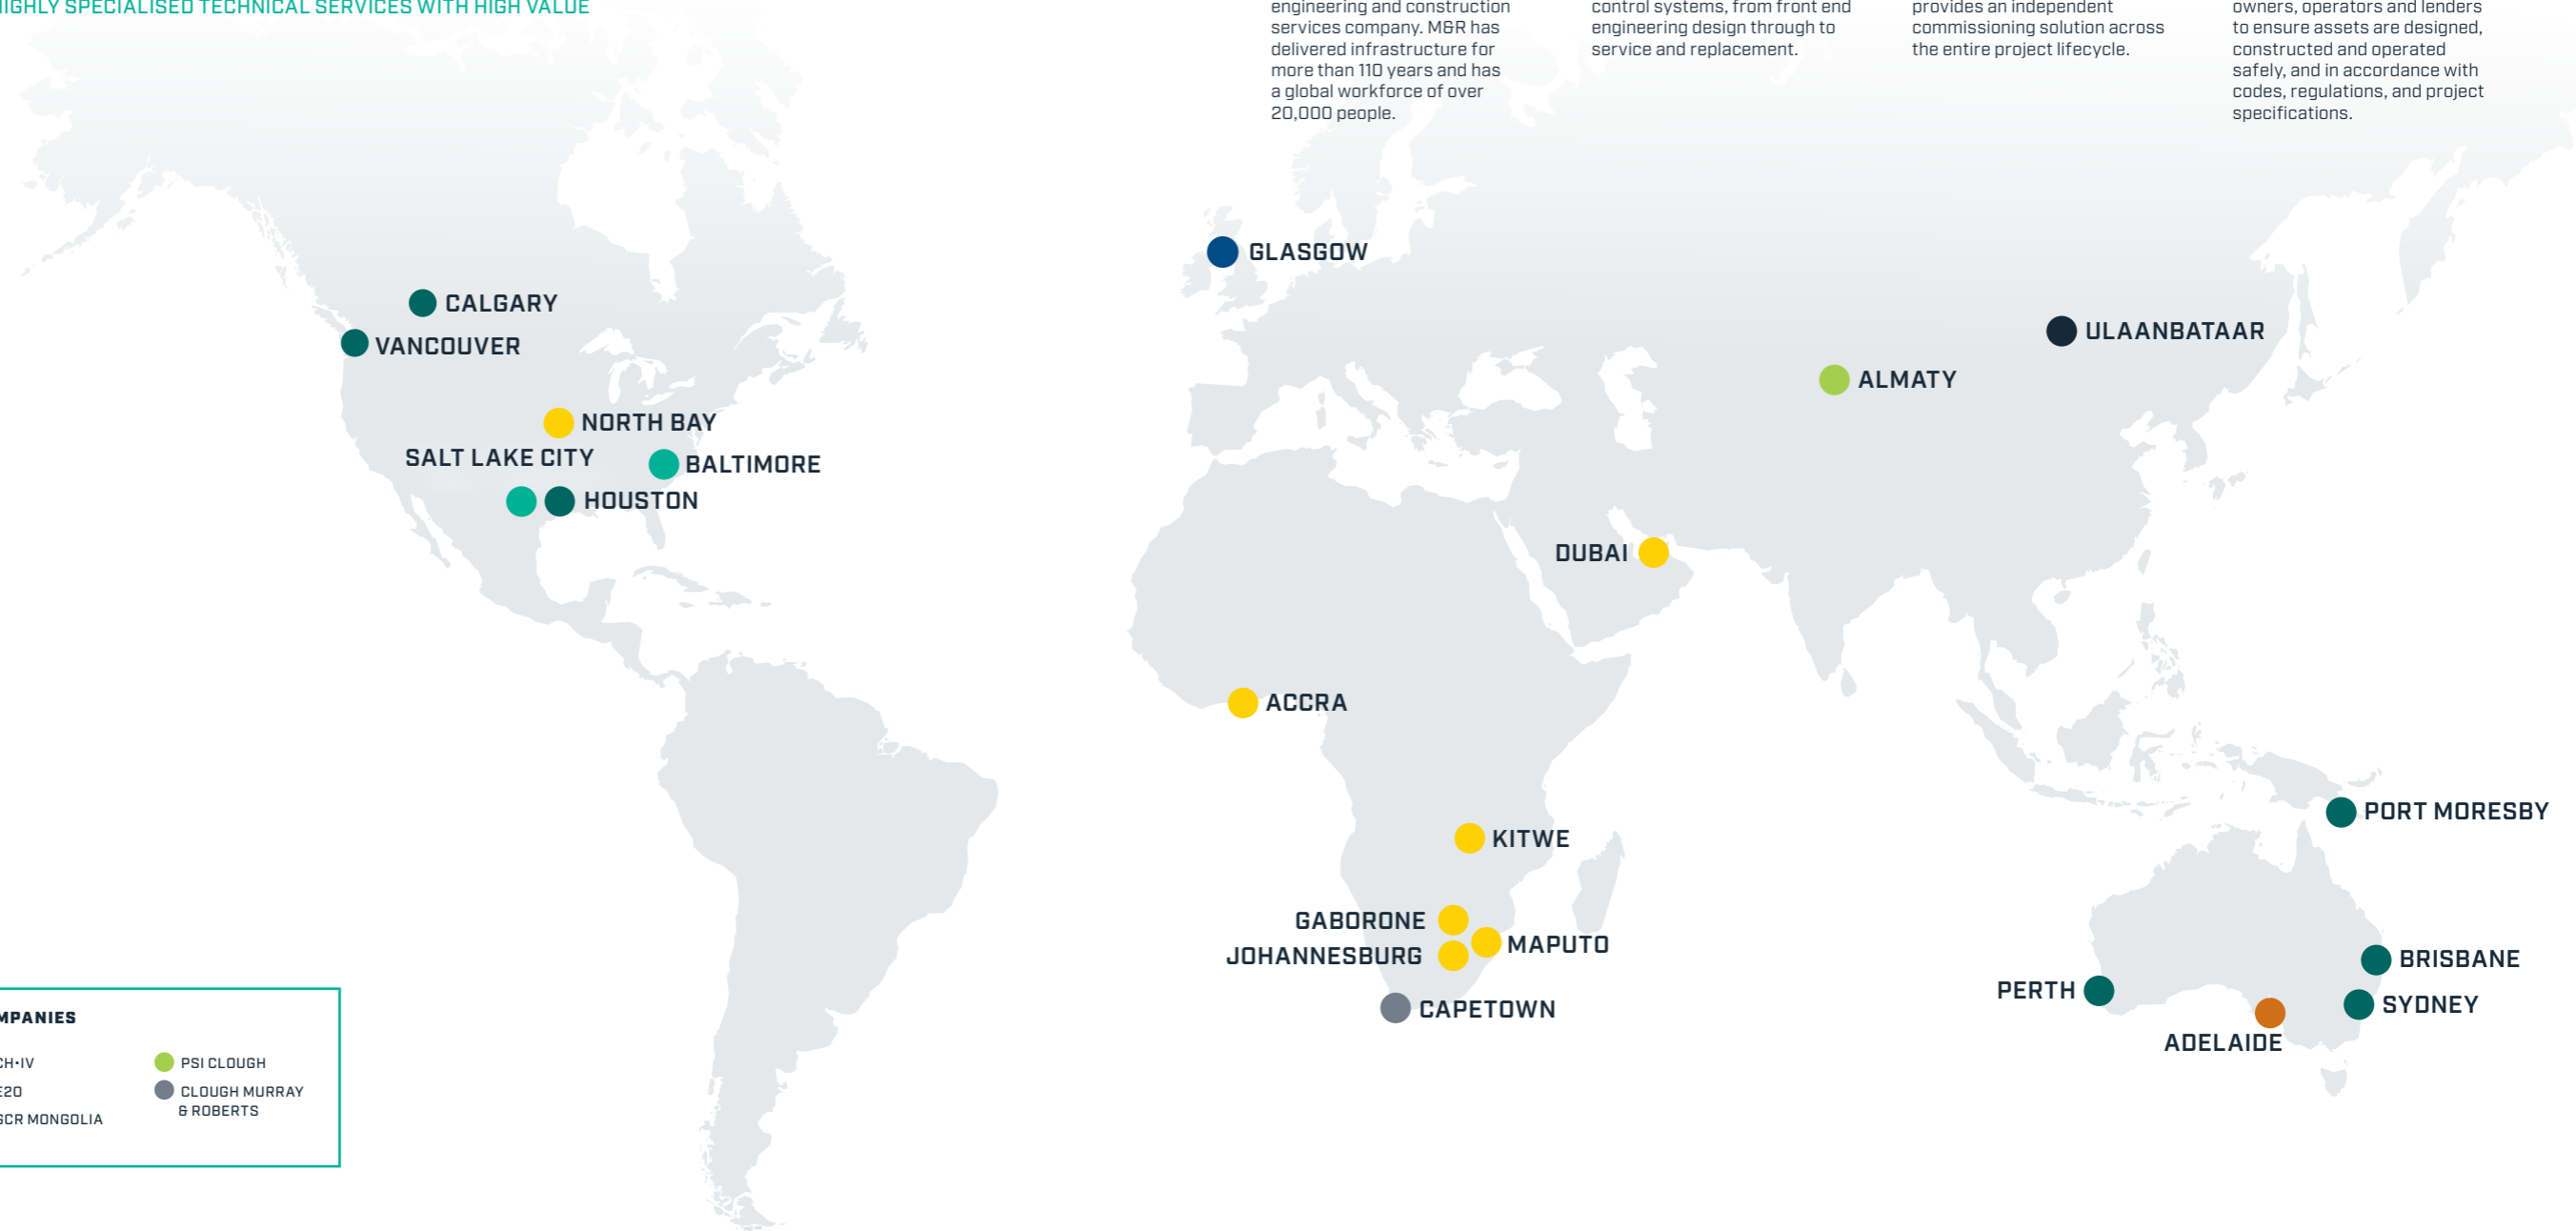 HIGHLY SPECIALISED TECHNICAL SERVICES WITH HIGH VALUE
engineering and construction
services company. M&R has
delivered infrastructure for
more than 110 years and has
a global workforce of over
20,000 people.
control systems, from front end
engineering design through to
service and replacement.
provides an independent
commissioning solution across
the entire project lifecycle.
owners, operators and lenders
to ensure assets are designed,
constructed and operated
safely, and in accordance with
codes, regulations, and project
specifications.
GLASGOW
CALGARY
VANCOUVER
ULAANBATAAR
ALMATY
NORTH BAY
SALT LAKE CITY
BALTIMORE
HOUSTON
DUBAI
ACCRA
PORT MORESBY
KITWE
GABORONE
MAPUTO
JOHANNESBURG
BRISBANE
PERTH
SYDNEY
CAPETOWN
ADELAIDE
MPANIES
CH·IV
E2O
GCR MONGOLIA
PSI CLOUGH
CLOUGH MURRAY
& ROBERTS